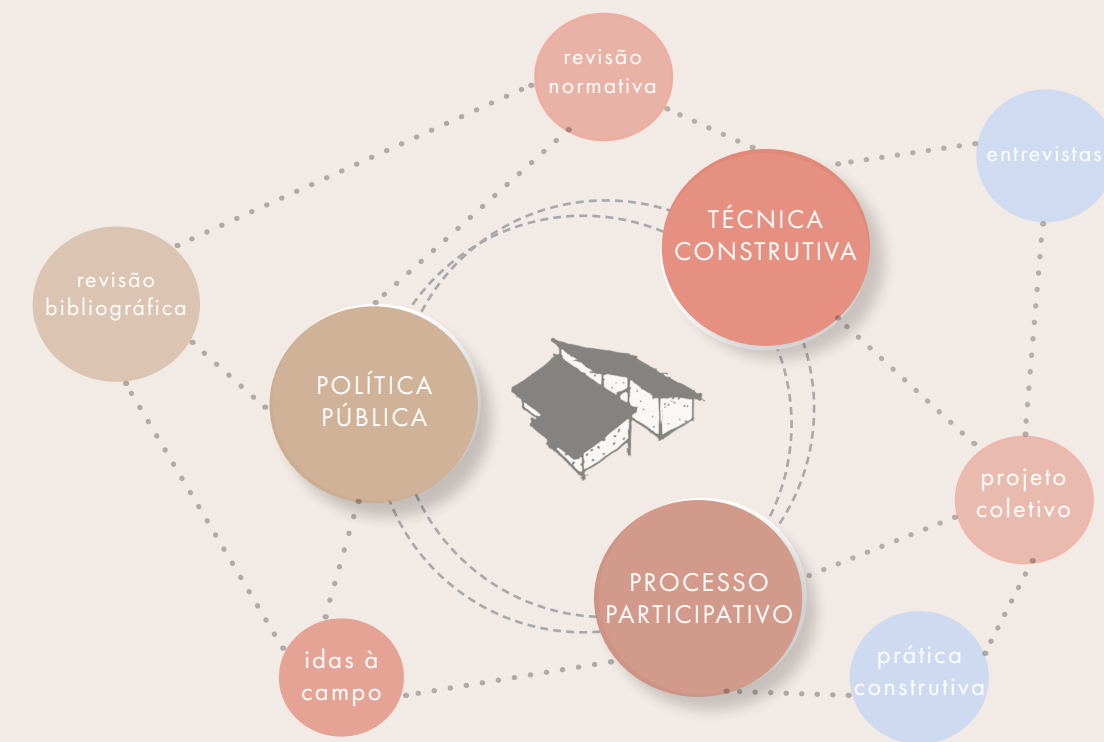 revisão
normativa
entrevistas
TÉCNICA
CONSTRUTIVA
revisão
bibliográfica
POLÍTICA
PÚBLICA
projeto
coletivo
PROCESSO
PARTICIPATIVO
idas à
campo
prática
construtiva